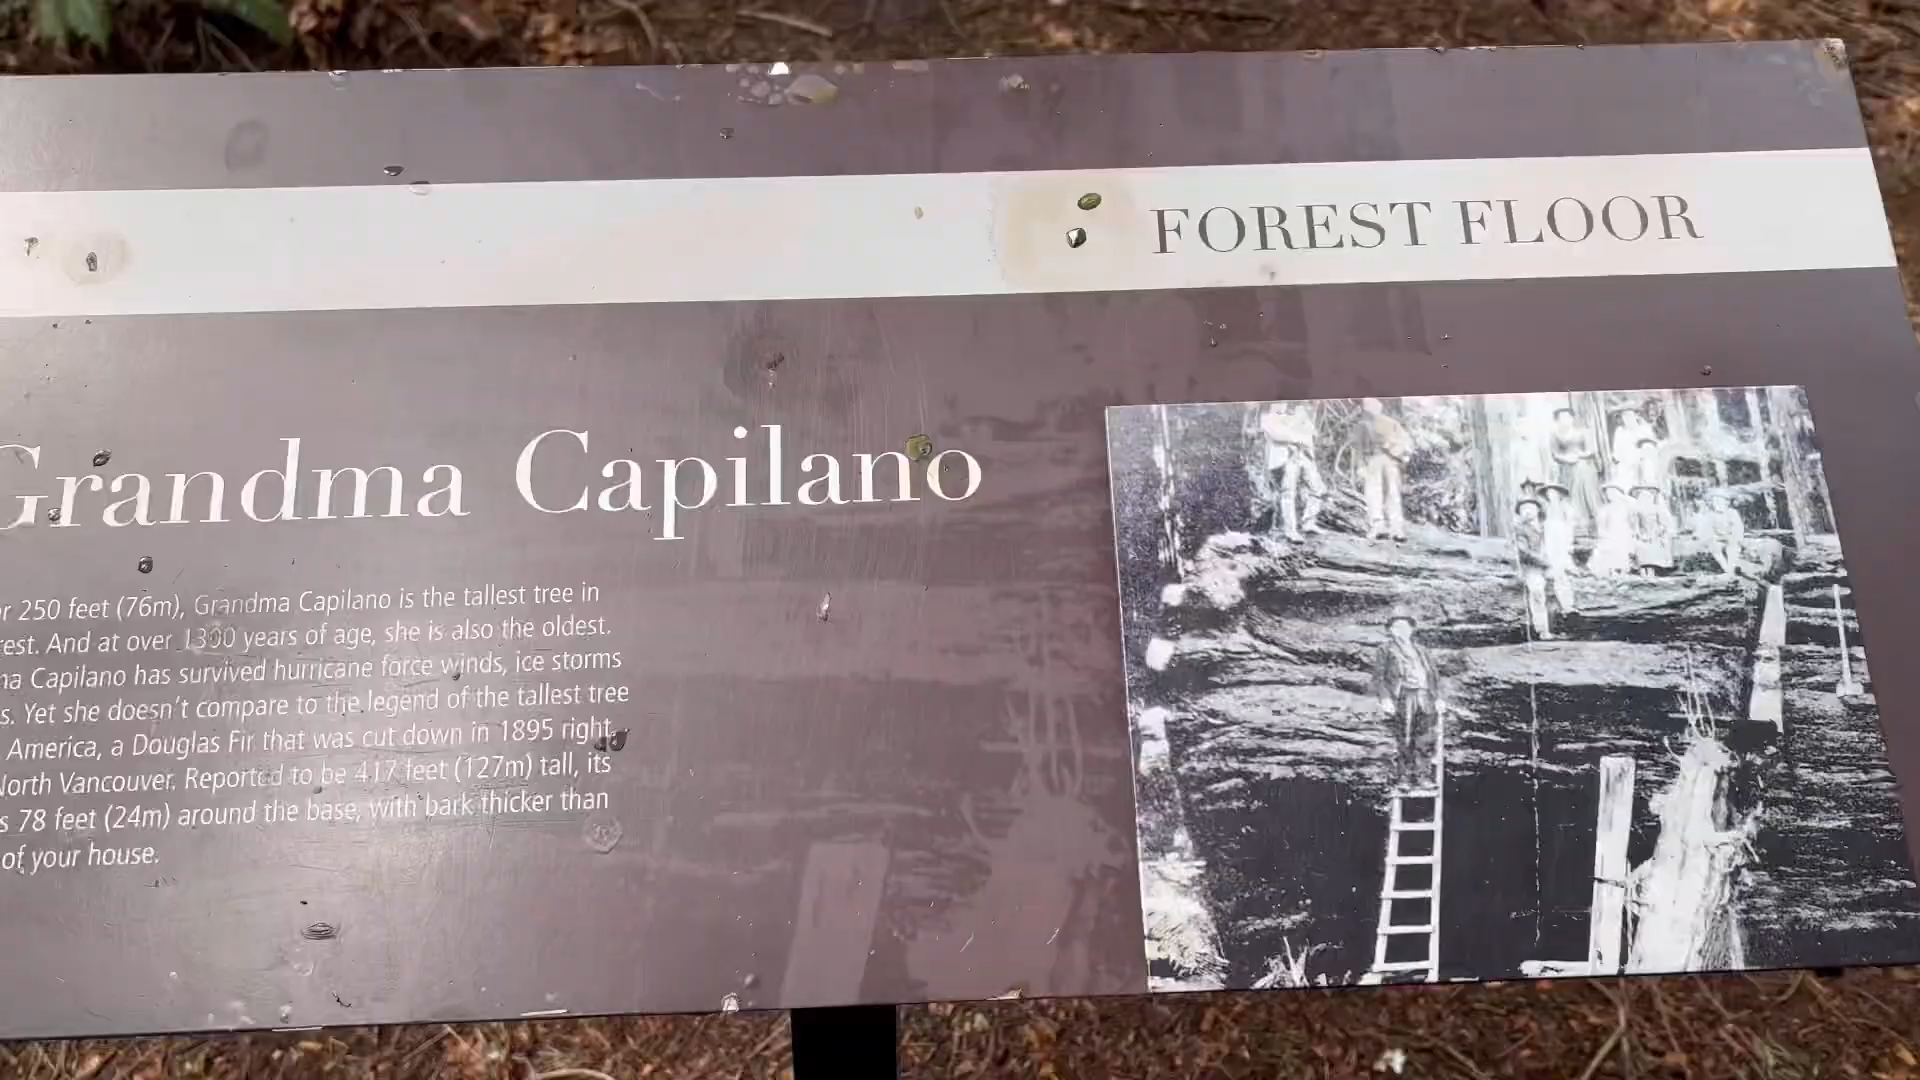 FOREST FLOOR
Grandma Capilano
250 feet (76m), Grandma Capilano is the tallest tree in
And at over 1300 years of age, she is also the oldest.
Capilano has survived hurricane force winds, ice storms
Yet she doesn't compare to the legend of the tallest tree
America, a Douglas Fir that was cut down in 1895 right
North Vancouver. Reported to be 417 feet (127m) tall, its
78 feet (24m) around the base, with bark thicker than
of your house.